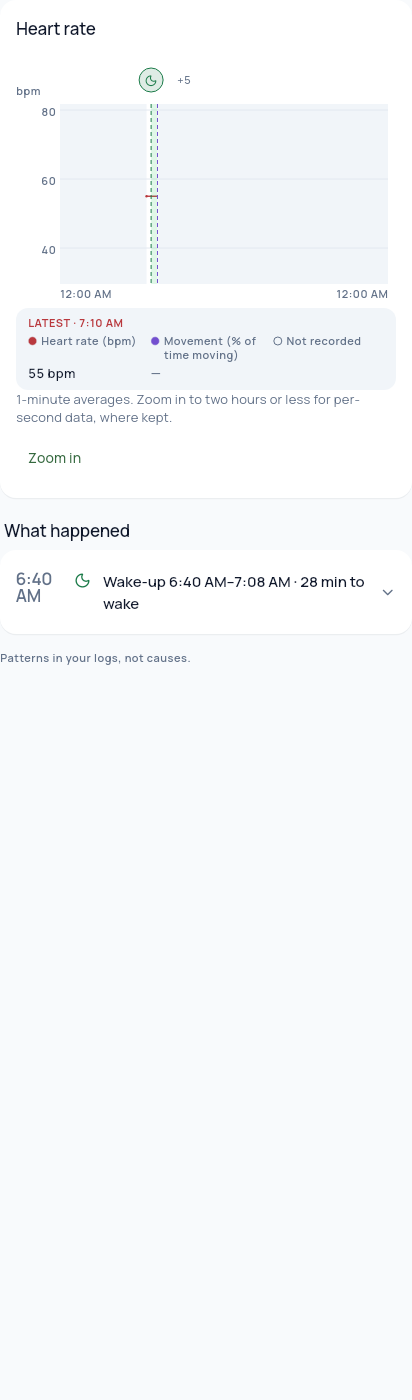 Heart rate
+5
bpm
80
60
40
12:00 AM 12:00 AM
LATEST · 7:10 AM
Heart rate (bpm)
Movement (% of
time moving)
Not recorded
55 bpm
—
1-minute averages. Zoom in to two hours or less for per-
second data, where kept.
Zoom in
What happened
6:40
AM
Wake-up 6:40 AM–7:08 AM · 28 min to
wake
Patterns in your logs, not causes.